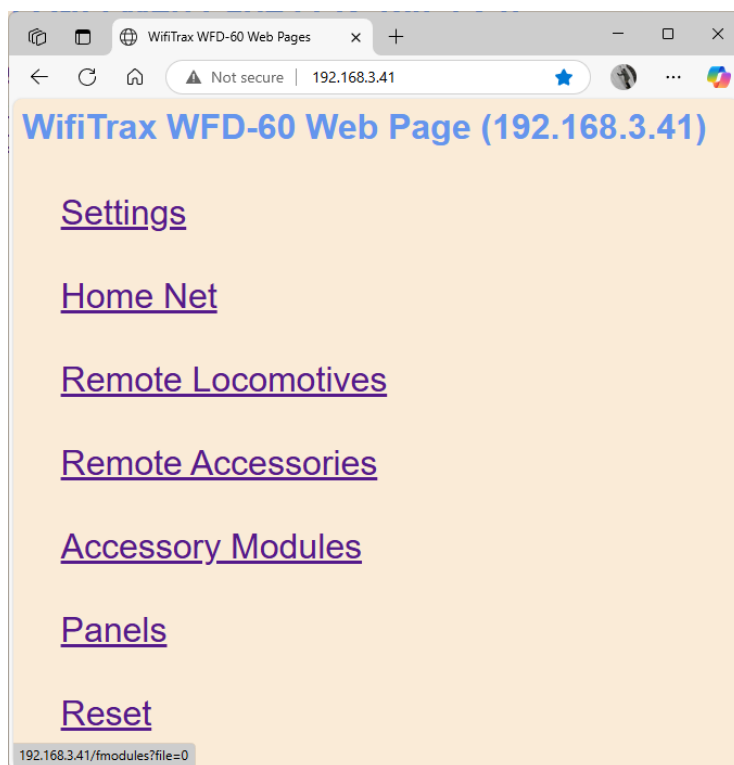 WifiTrax WFD-60 Web Pages
Not secure | 192.168.3.41
WifiTrax WFD-60 Web Page (192.168.3.41)
Settings
Home Net
Remote Locomotives
Remote Accessories
Accessory Modules
Panels
Reset
192.168.3.41/fmodules?file=0